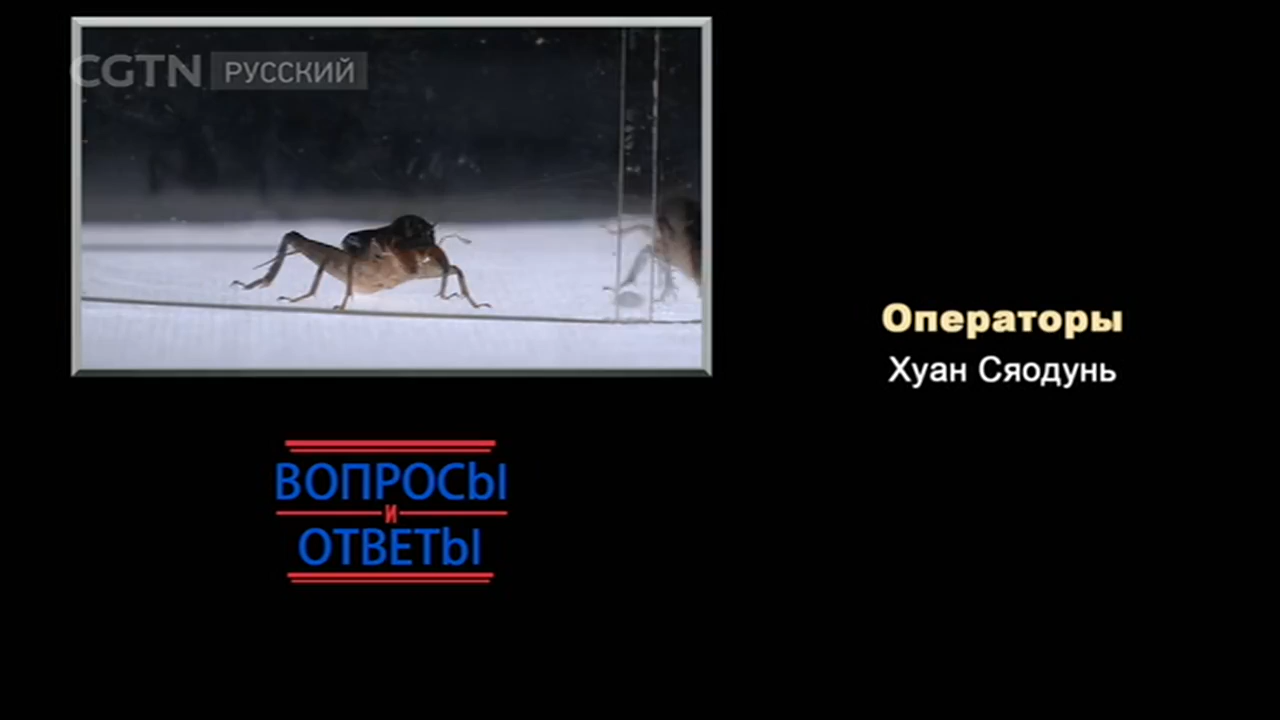 CGTN РУССКИЙ
Операторы
Хуан Сяодунь
ВОПРОСЫ
И
ОТВЕТЫ